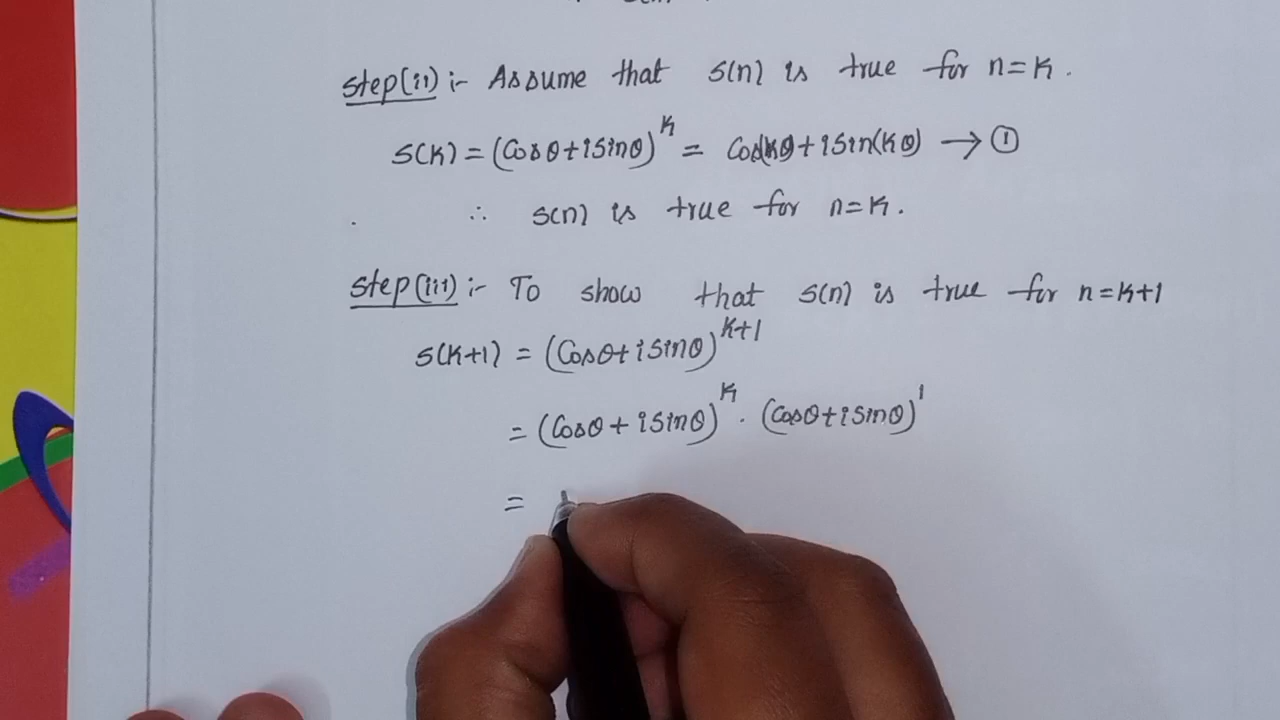 step(ii) :- Assume that s(n) is true for n=k.
s(k) = (Cosθ+isinθ)^k = Cos(kθ)+isin(kθ) → ①
∴ s(n) is true for n=k.
step(iii) :- To show that s(n) is true for n=k+1
s(k+1) = (Cosθ+isinθ)^k+1
= (Cosθ+isinθ)^k . (Cosθ+isinθ)^1
=